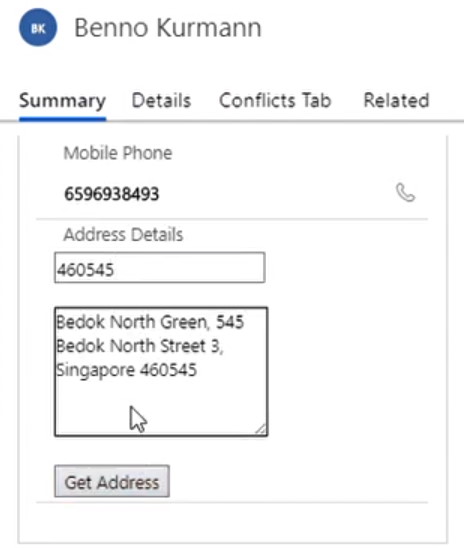 BK
Benno Kurmann
Summary Details Conflicts Tab Related
Mobile Phone
6596938493
Address Details
460545
Bedok North Green, 545
Bedok North Street 3,
Singapore 460545
Get Address